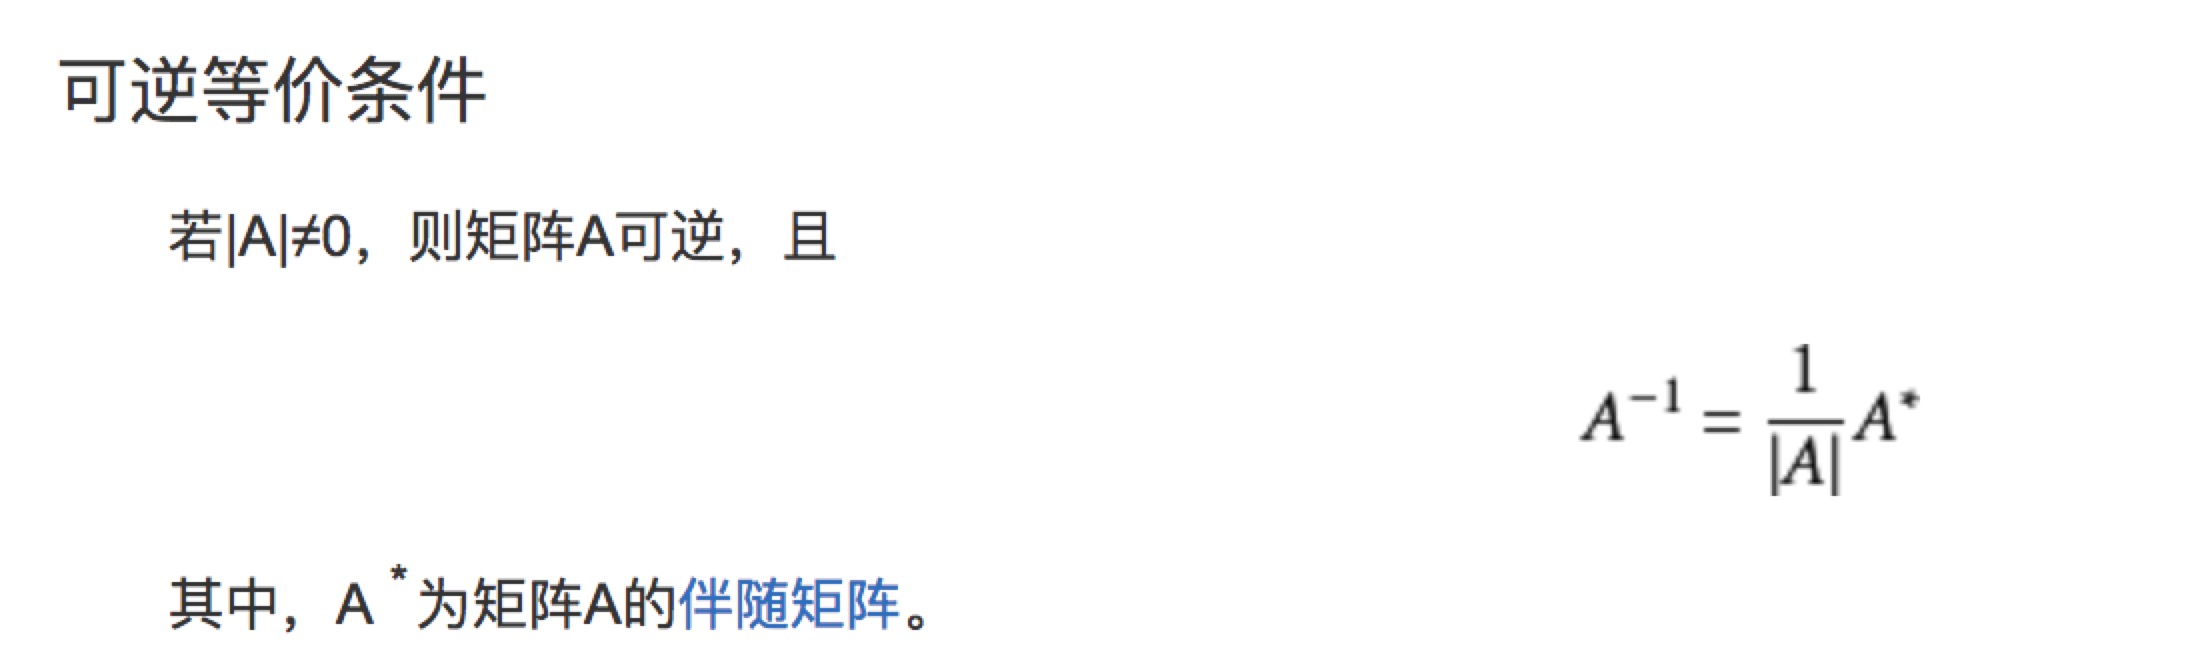 可逆等价条件
若|A|≠0，则矩阵A可逆，且
$A^{-1} = \frac{1}{|A|} A^*$
其中，A * 为矩阵A的伴随矩阵。